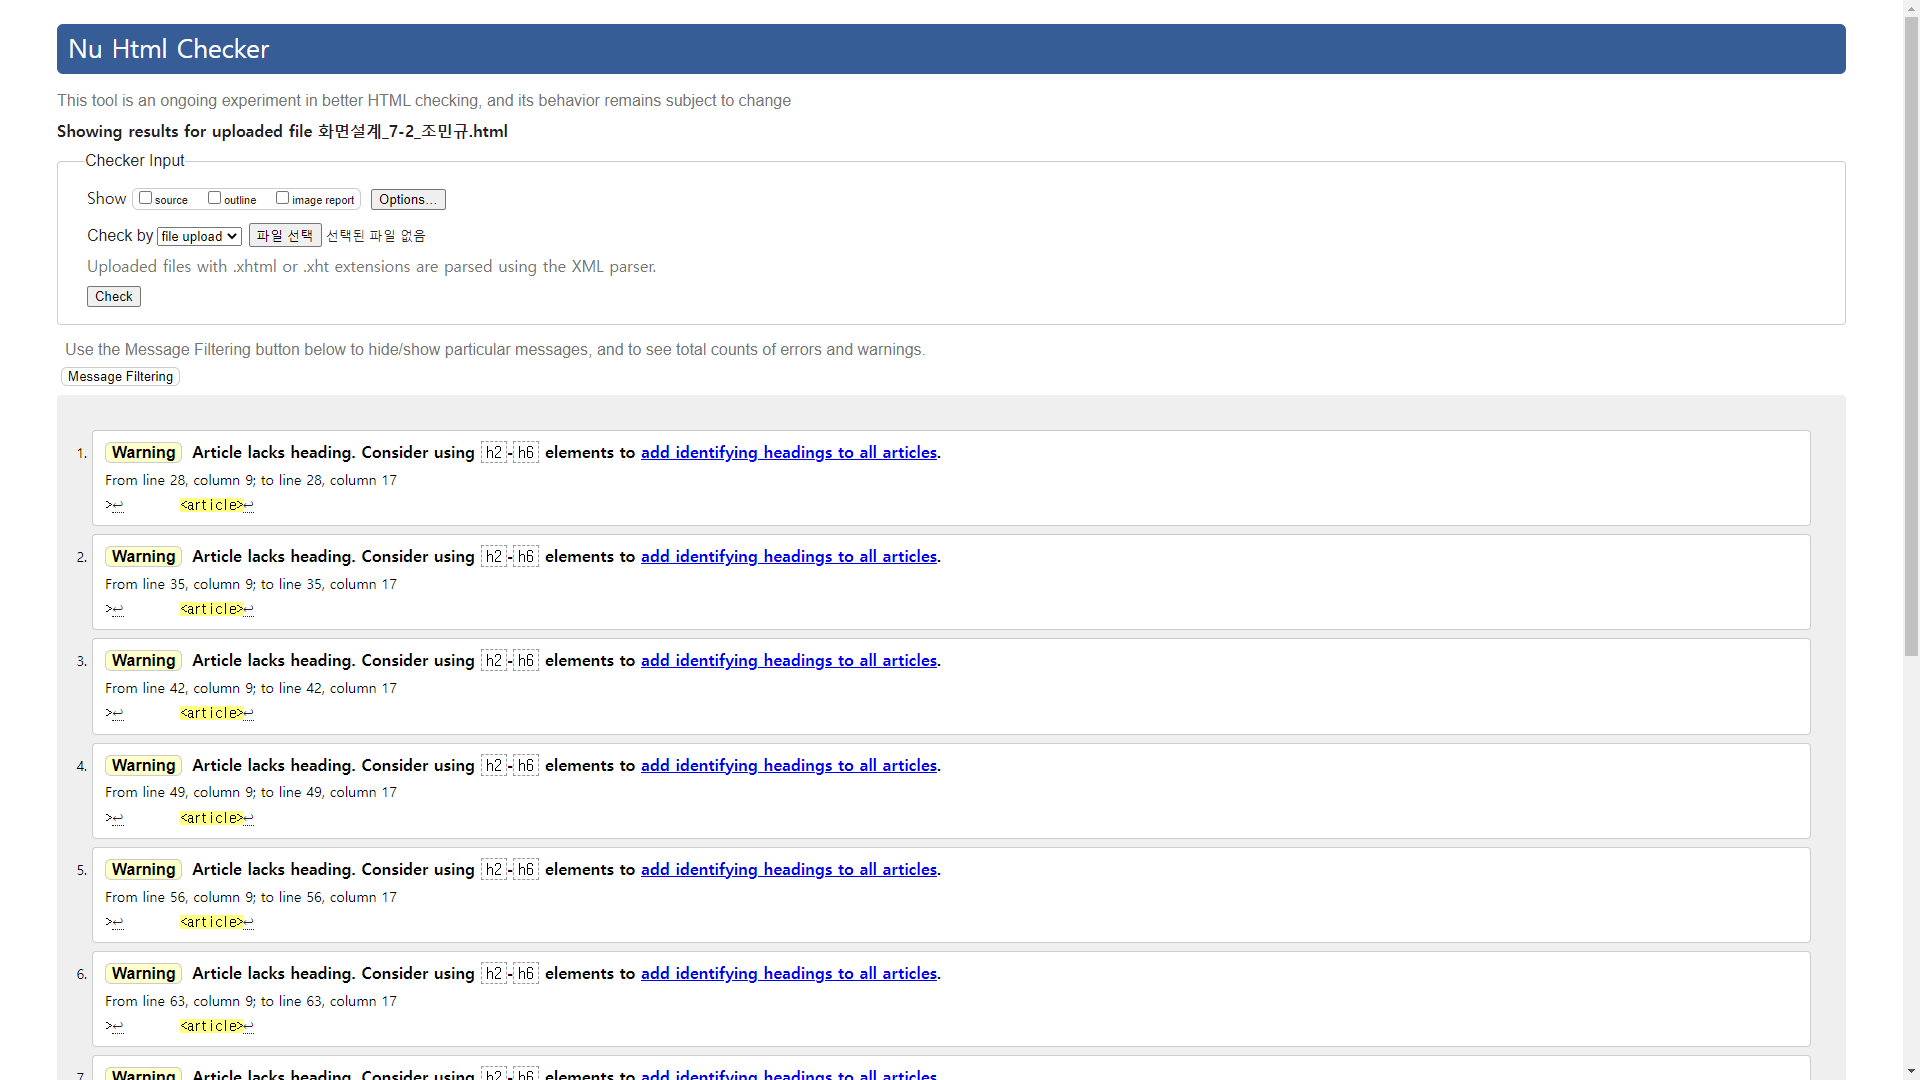 Nu Html Checker
This tool is an ongoing experiment in better HTML checking, and its behavior remains subject to change
Showing results for uploaded file 화면설계_7-2_조민규.html
Checker Input
Show source outline image report Options...
Check by file upload 파일 선택 선택된 파일 없음
Uploaded files with .xhtml or .xht extensions are parsed using the XML parser.
Check
Use the Message Filtering button below to hide/show particular messages, and to see total counts of errors and warnings.
Message Filtering
1. Warning Article lacks heading. Consider using h2-h6 elements to add identifying headings to all articles.
From line 28, column 9; to line 28, column 17
>↩ <article>↩
2. Warning Article lacks heading. Consider using h2-h6 elements to add identifying headings to all articles.
From line 35, column 9; to line 35, column 17
>↩ <article>↩
3. Warning Article lacks heading. Consider using h2-h6 elements to add identifying headings to all articles.
From line 42, column 9; to line 42, column 17
>↩ <article>↩
4. Warning Article lacks heading. Consider using h2-h6 elements to add identifying headings to all articles.
From line 49, column 9; to line 49, column 17
>↩ <article>↩
5. Warning Article lacks heading. Consider using h2-h6 elements to add identifying headings to all articles.
From line 56, column 9; to line 56, column 17
>↩ <article>↩
6. Warning Article lacks heading. Consider using h2-h6 elements to add identifying headings to all articles.
From line 63, column 9; to line 63, column 17
>↩ <article>↩
7. Warning Article lacks heading. Consider using h2-h6 elements to add identifying headings to all articles.